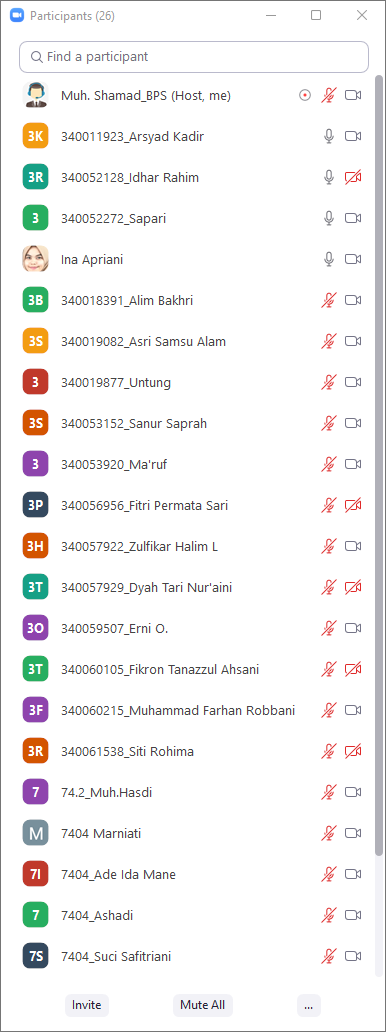 Participants (26)
Find a participant
Muh. Shamad_BPS (Host, me)
3K 340011923_Arsyad Kadir
3R 340052128_Idhar Rahim
3 340052272_Sapari
Ina Apriani
3B 340018391_Alim Bakhri
3S 340019082_Asri Samsu Alam
3 340019877_Untung
3S 340053152_Sanur Saprah
3 340053920_Ma'ruf
3P 340056956_Fitri Permata Sari
3H 340057922_Zulfikar Halim L
3T 340057929_Dyah Tari Nur'aini
3O 340059507_Erni O.
3T 340060105_Fikron Tanazzul Ahsani
3F 340060215_Muhammad Farhan Robbani
3R 340061538_Siti Rohima
7 74.2_Muh.Hasdi
M 7404 Marniati
7I 7404_Ade Ida Mane
7 7404_Ashadi
7S 7404_Suci Safitriani
Invite Mute All ...